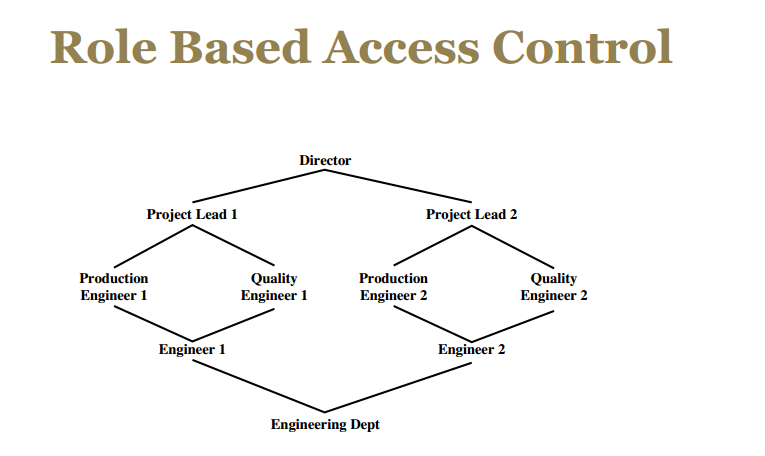 Role Based Access Control
Director
Project Lead 1
Project Lead 2
Production
Engineer 1
Quality
Engineer 1
Production
Engineer 2
Quality
Engineer 2
Engineer 1
Engineer 2
Engineering Dept